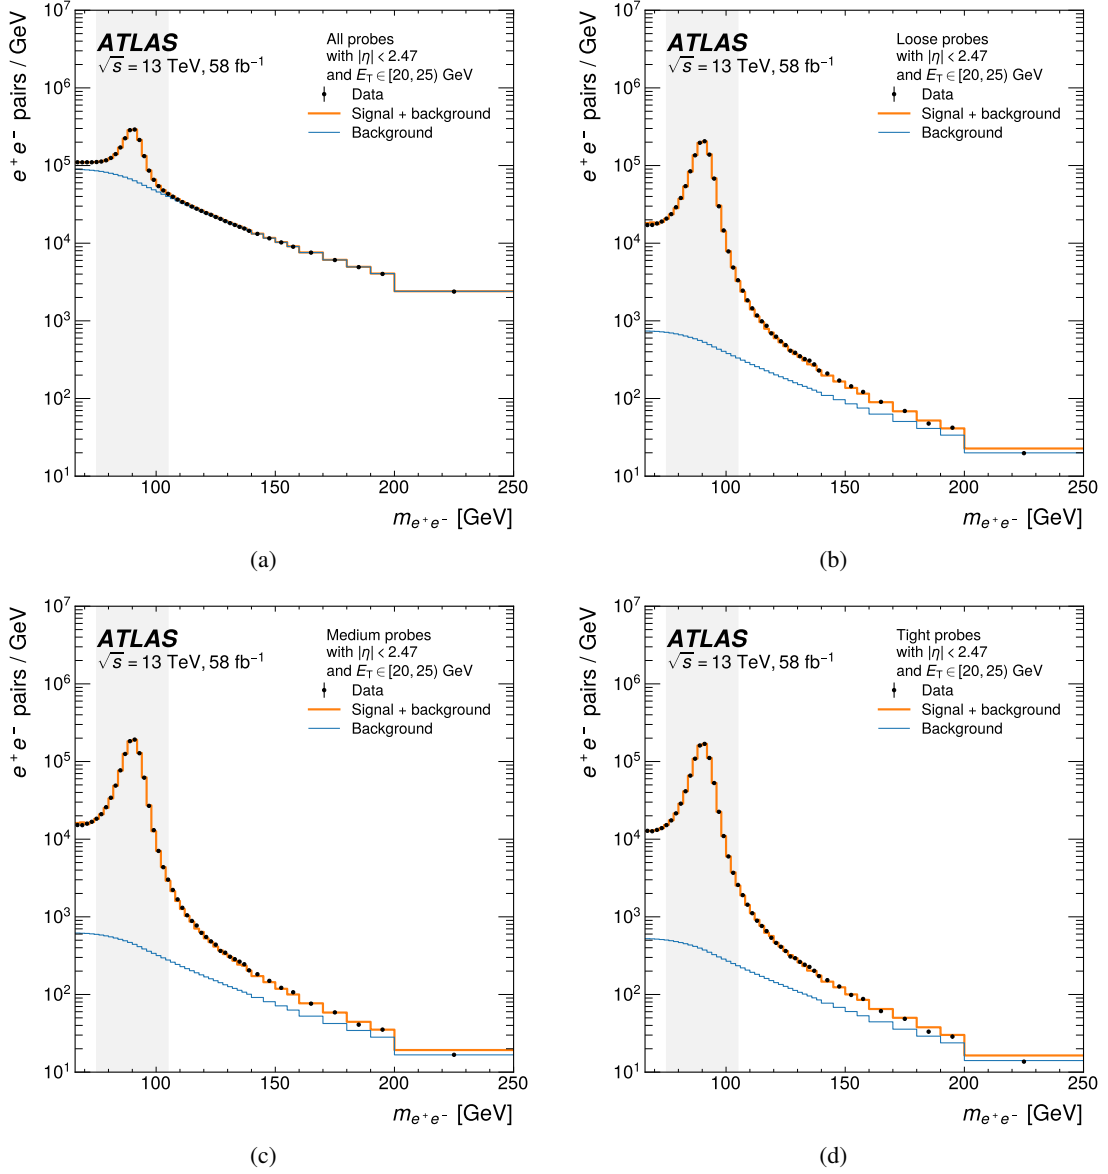 ATLAS
√s = 13 TeV, 58 fb⁻¹
All probes
with |η| < 2.47
and E_T ∈ [20, 25) GeV
Data
Signal + background
Background
e⁺e⁻ pairs / GeV
10⁷
10⁶
10⁵
10⁴
10³
10²
10¹
100 150 200 250
m_{e⁺e⁻} [GeV]
(a)
ATLAS
√s = 13 TeV, 58 fb⁻¹
Loose probes
with |η| < 2.47
and E_T ∈ [20, 25) GeV
Data
Signal + background
Background
e⁺e⁻ pairs / GeV
10⁷
10⁶
10⁵
10⁴
10³
10²
10¹
100 150 200 250
m_{e⁺e⁻} [GeV]
(b)
ATLAS
√s = 13 TeV, 58 fb⁻¹
Medium probes
with |η| < 2.47
and E_T ∈ [20, 25) GeV
Data
Signal + background
Background
e⁺e⁻ pairs / GeV
10⁷
10⁶
10⁵
10⁴
10³
10²
10¹
100 150 200 250
m_{e⁺e⁻} [GeV]
(c)
ATLAS
√s = 13 TeV, 58 fb⁻¹
Tight probes
with |η| < 2.47
and E_T ∈ [20, 25) GeV
Data
Signal + background
Background
e⁺e⁻ pairs / GeV
10⁷
10⁶
10⁵
10⁴
10³
10²
10¹
100 150 200 250
m_{e⁺e⁻} [GeV]
(d)